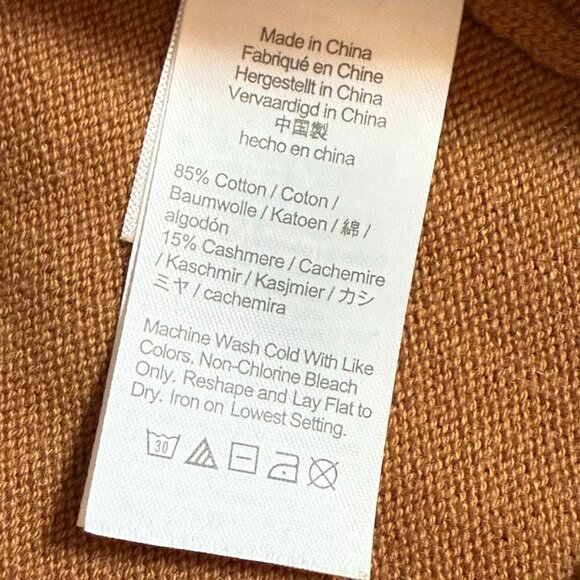 Made in China
Fabriqué en Chine
Hergestellt in China
Vervaardigd in China
中国製
hecho en china
85% Cotton / Coton /
Baumwolle / Katoen / 綿 /
algodón
15% Cashmere / Cachemire
/ Kaschmir / Kasjmier / カシ
ミヤ / cachemira
Machine Wash Cold With Like
Colors. Non-Chlorine Bleach
Only. Reshape and Lay Flat to
Dry. Iron on Lowest Setting.
30